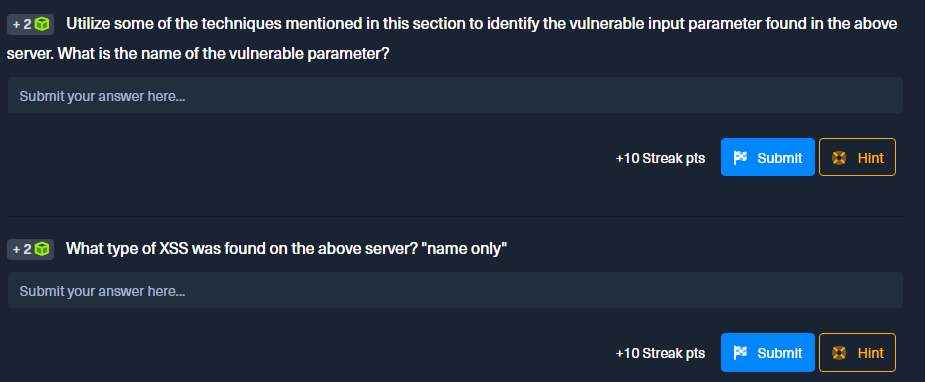 + 2 Utilize some of the techniques mentioned in this section to identify the vulnerable input parameter found in the above
server. What is the name of the vulnerable parameter?
Submit your answer here...
+10 Streak pts Submit Hint
+ 2 What type of XSS was found on the above server? "name only"
Submit your answer here...
+10 Streak pts Submit Hint